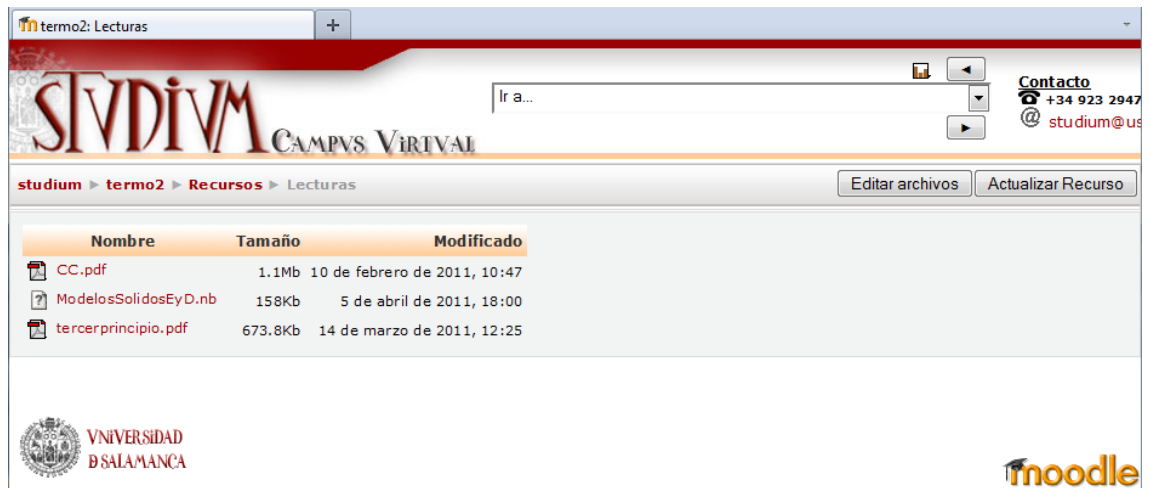 termo2: Lecturas
STVDIVM CAMPVS VIRTVAL
Ir a...
Contacto
+34 923 2947
@ studium@us
studium ▶ termo2 ▶ Recursos ▶ Lecturas
Editar archivos Actualizar Recurso
Nombre Tamaño Modificado
CC.pdf 1.1Mb 10 de febrero de 2011, 10:47
ModelosSolidosEyD.nb 158Kb 5 de abril de 2011, 18:00
tercerprincipio.pdf 673.8Kb 14 de marzo de 2011, 12:25
VNiVERSiDAD
D SALAMANCA
moodle